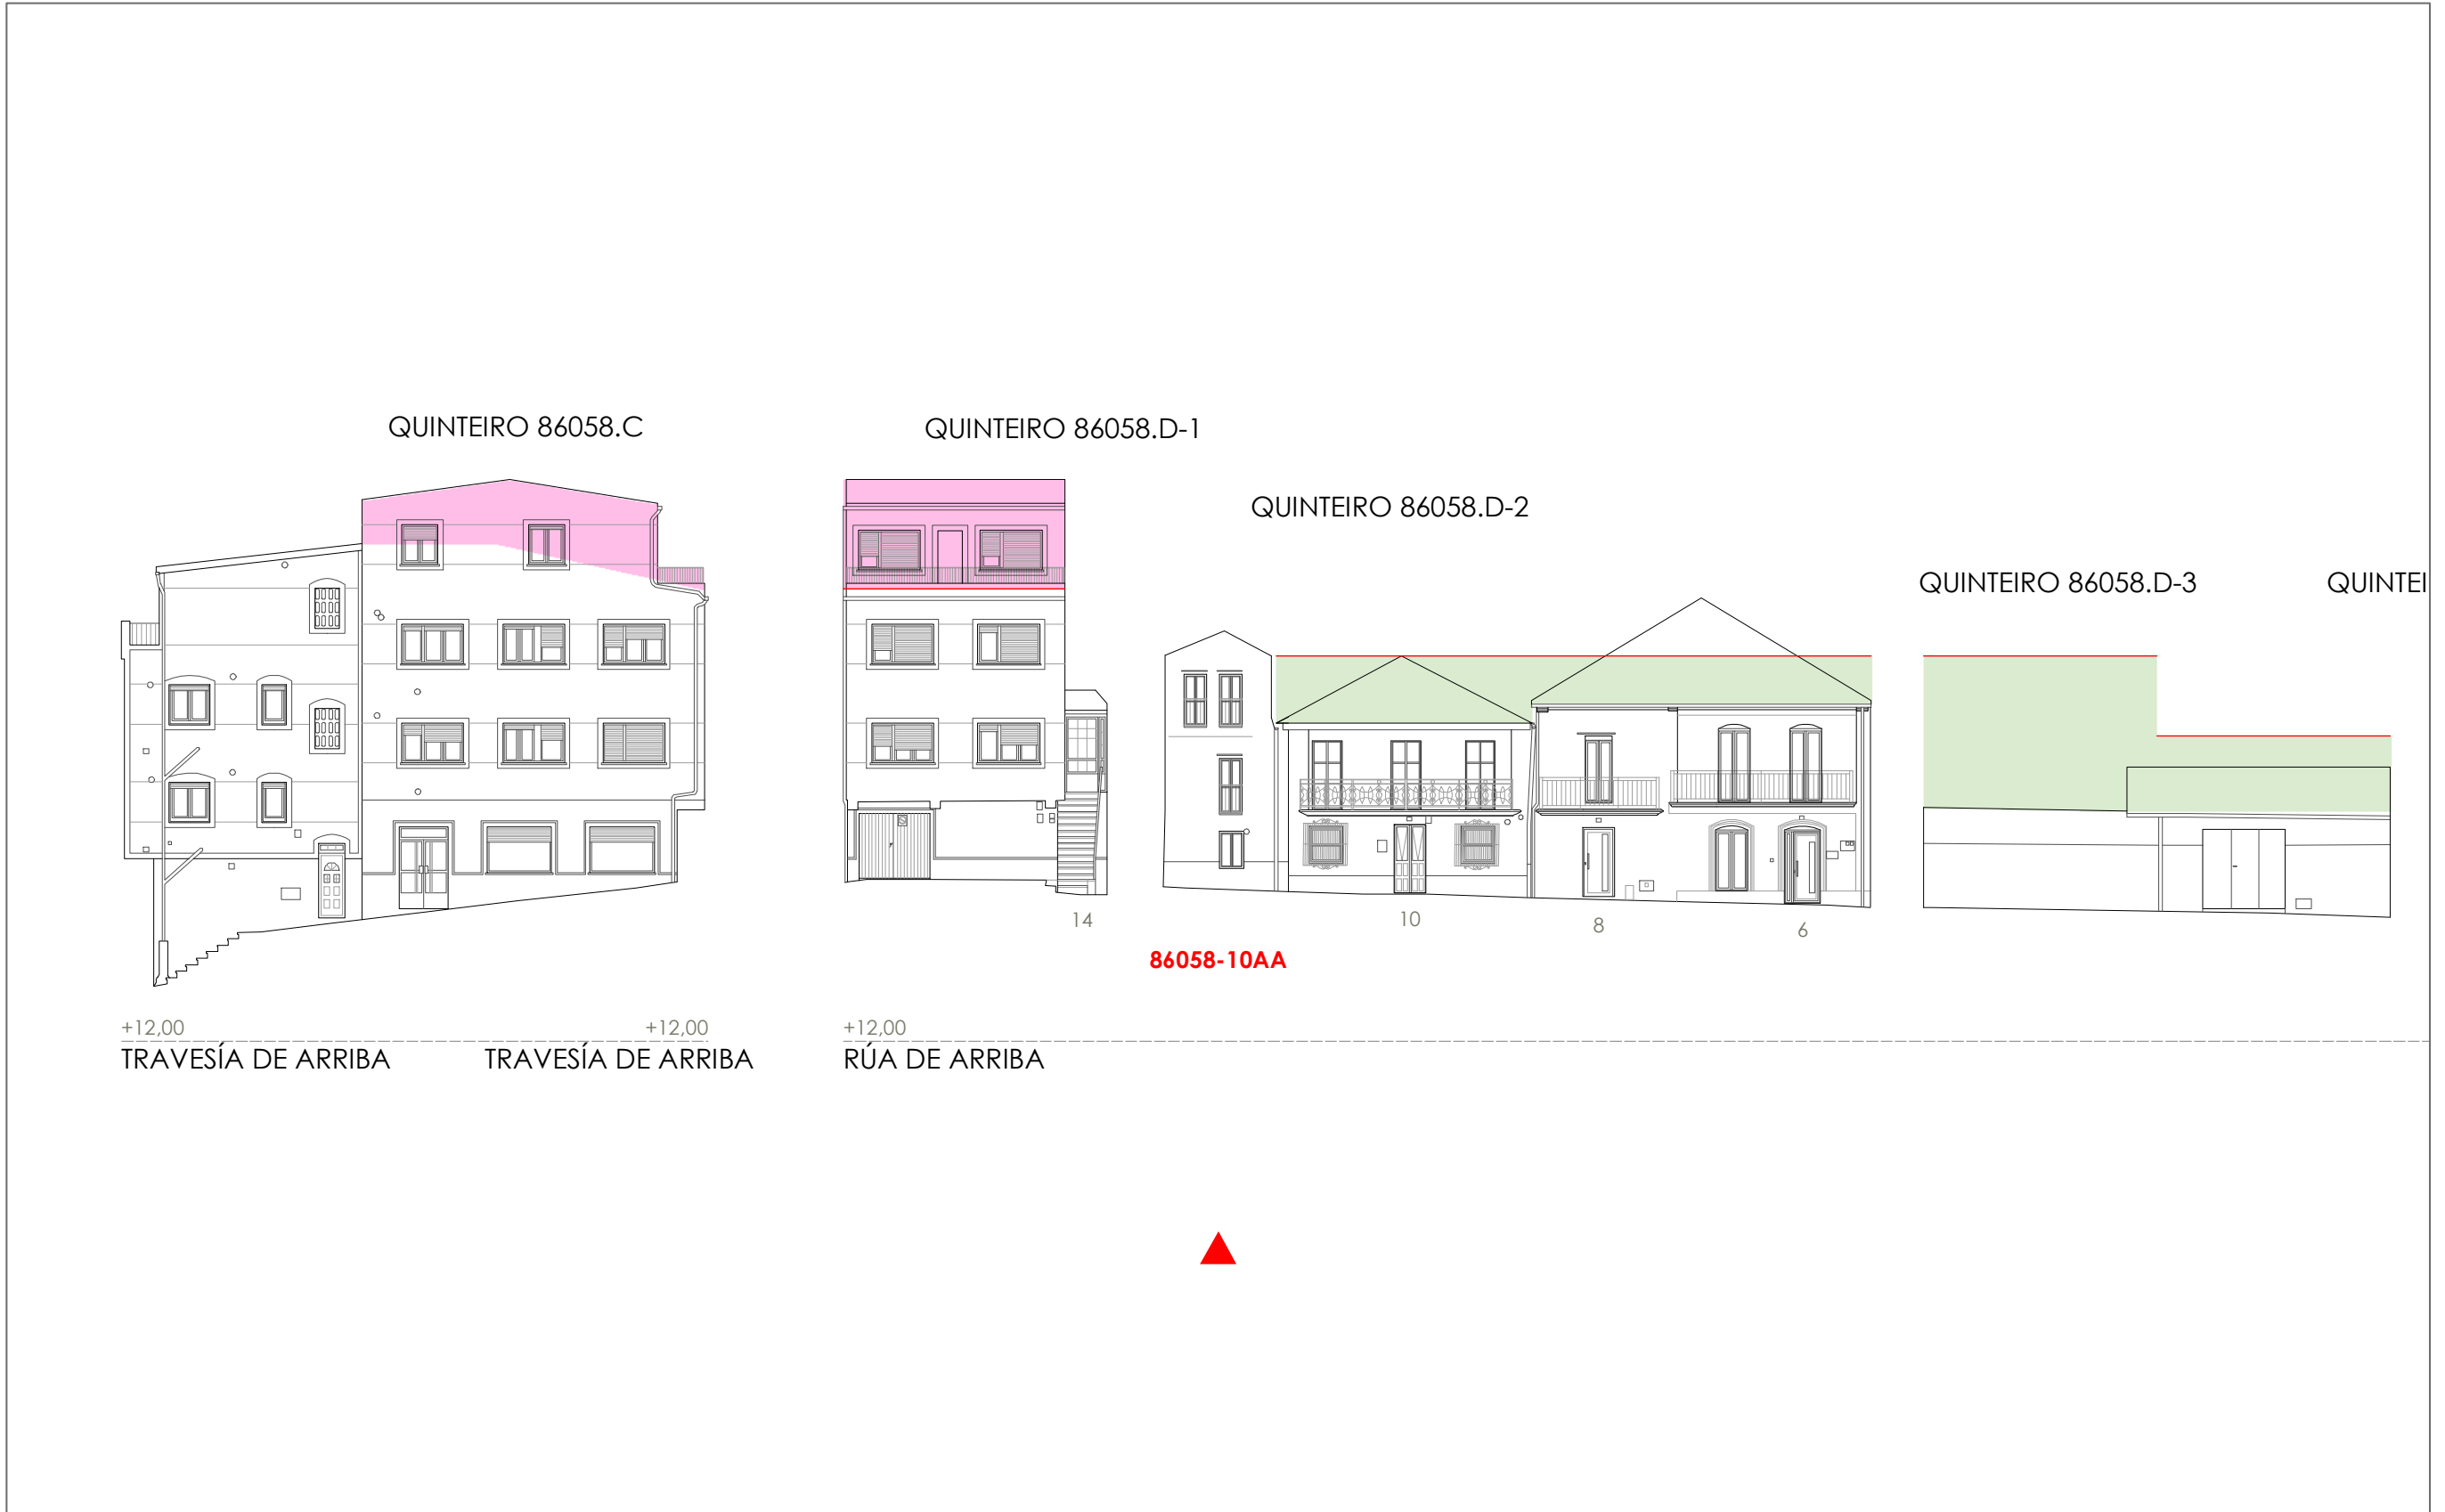 QUINTEIRO 86058.C
QUINTEIRO 86058.D-1
QUINTEIRO 86058.D-2
QUINTEIRO 86058.D-3
QUINTEI
14
10
8
6
86058-10AA
+12,00
+12,00
+12,00
TRAVESÍA DE ARRIBA
TRAVESÍA DE ARRIBA
RÚA DE ARRIBA